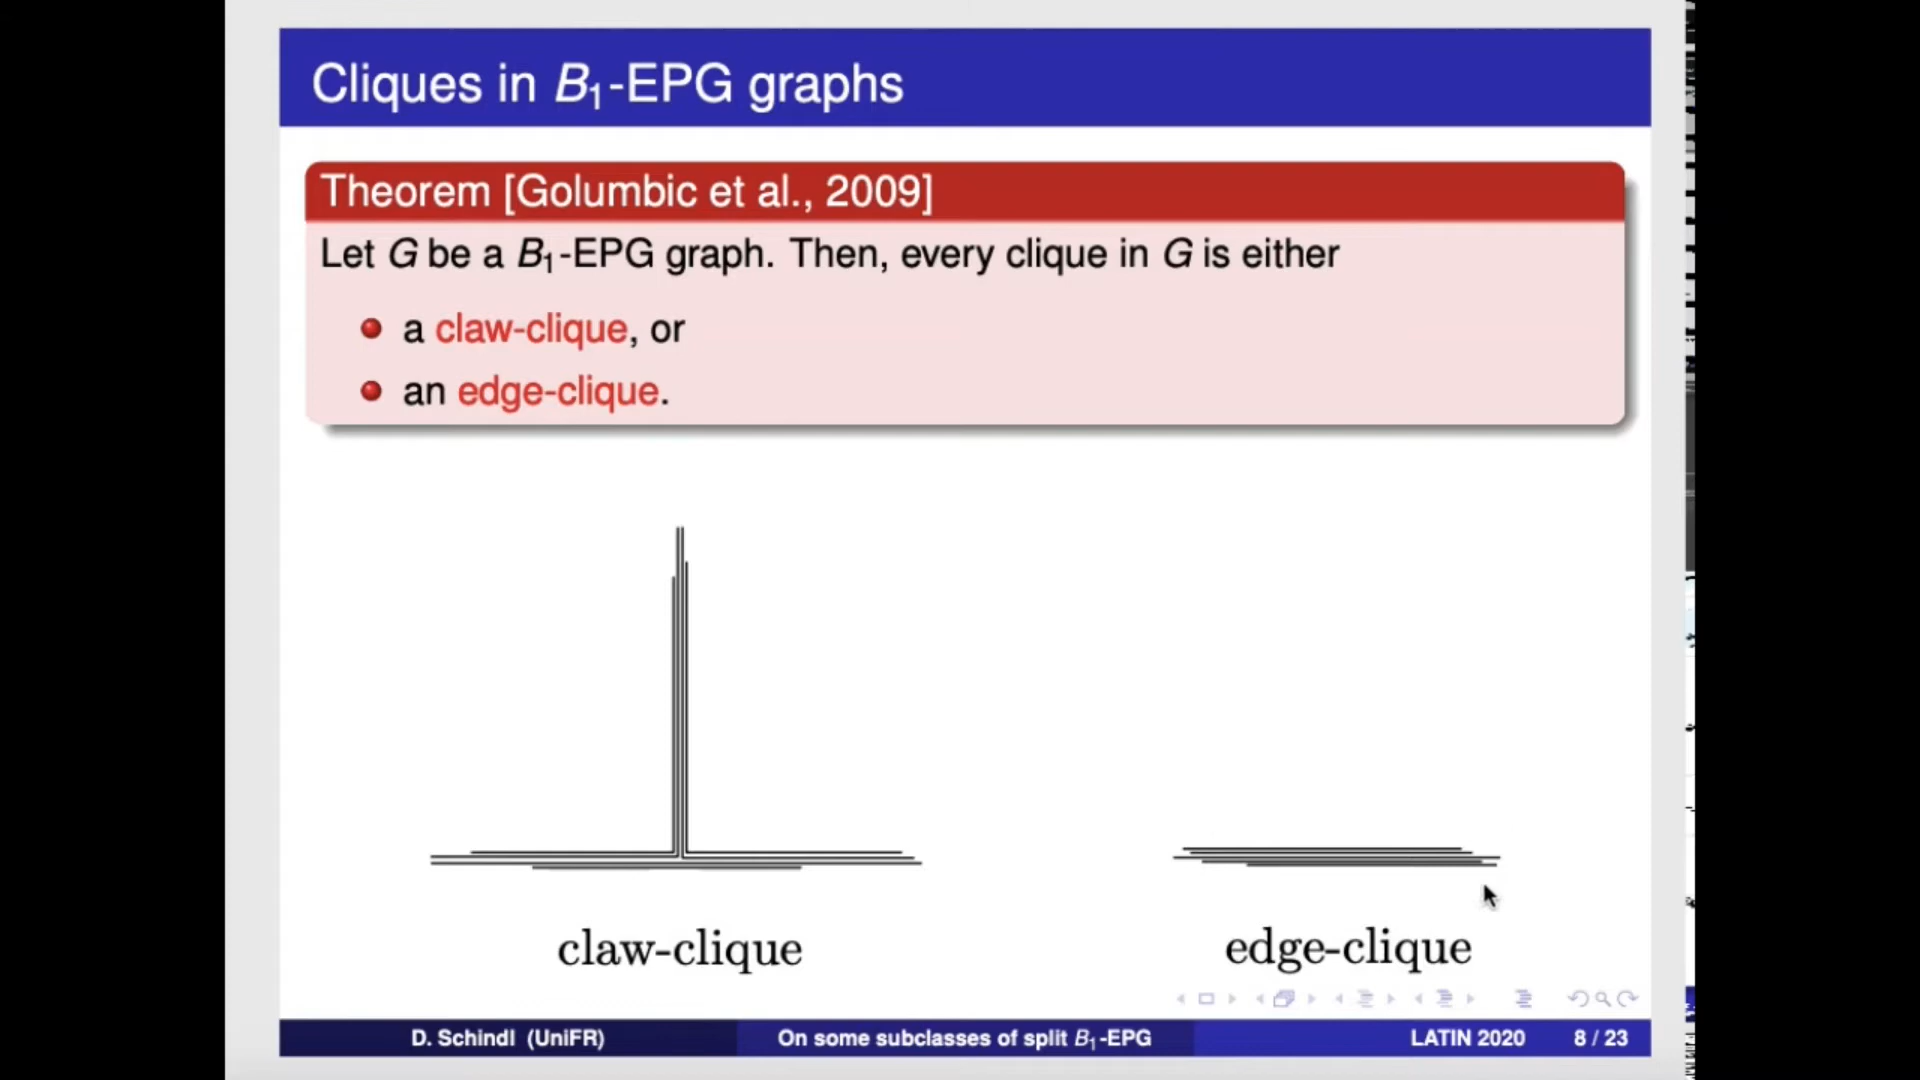 Cliques in B1-EPG graphs
Theorem [Golumbic et al., 2009]
Let G be a B1-EPG graph. Then, every clique in G is either
a claw-clique, or
an edge-clique.
claw-clique
edge-clique
D. Schindl (UniFR) On some subclasses of split B1-EPG LATIN 2020 8 / 23